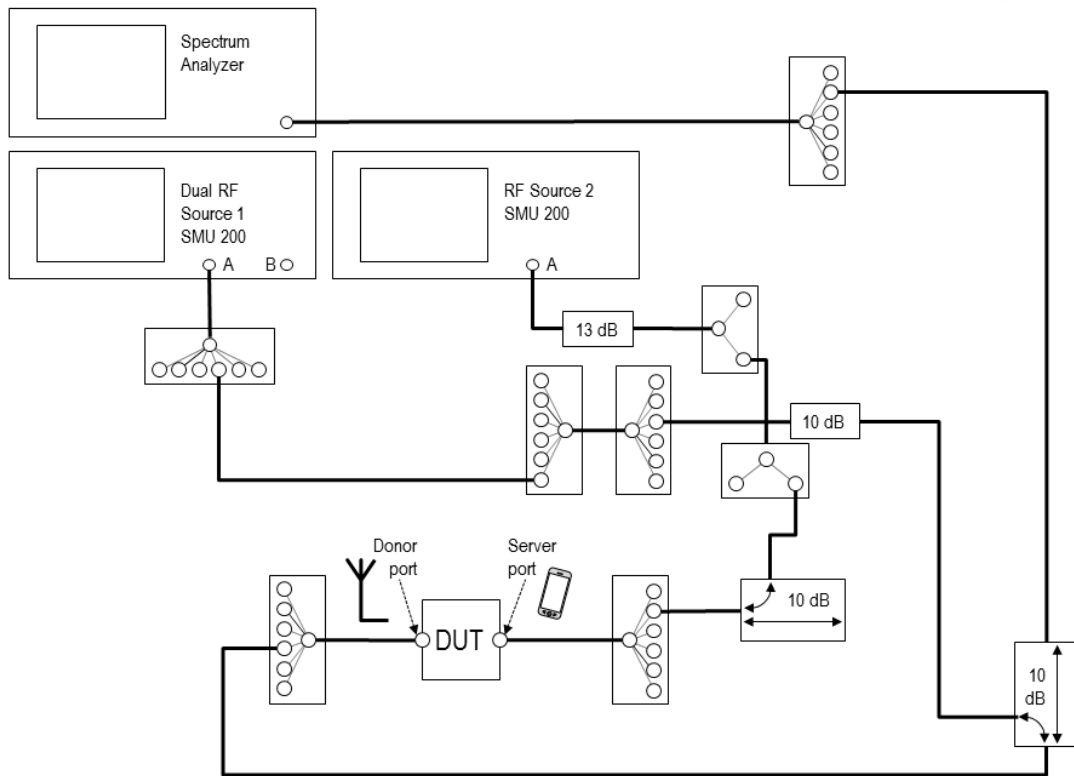 Spectrum
Analyzer
Dual RF
Source 1
SMU 200
A B
RF Source 2
SMU 200
A
13 dB
10 dB
Donor
port
Server
port
DUT
10 dB
10
dB